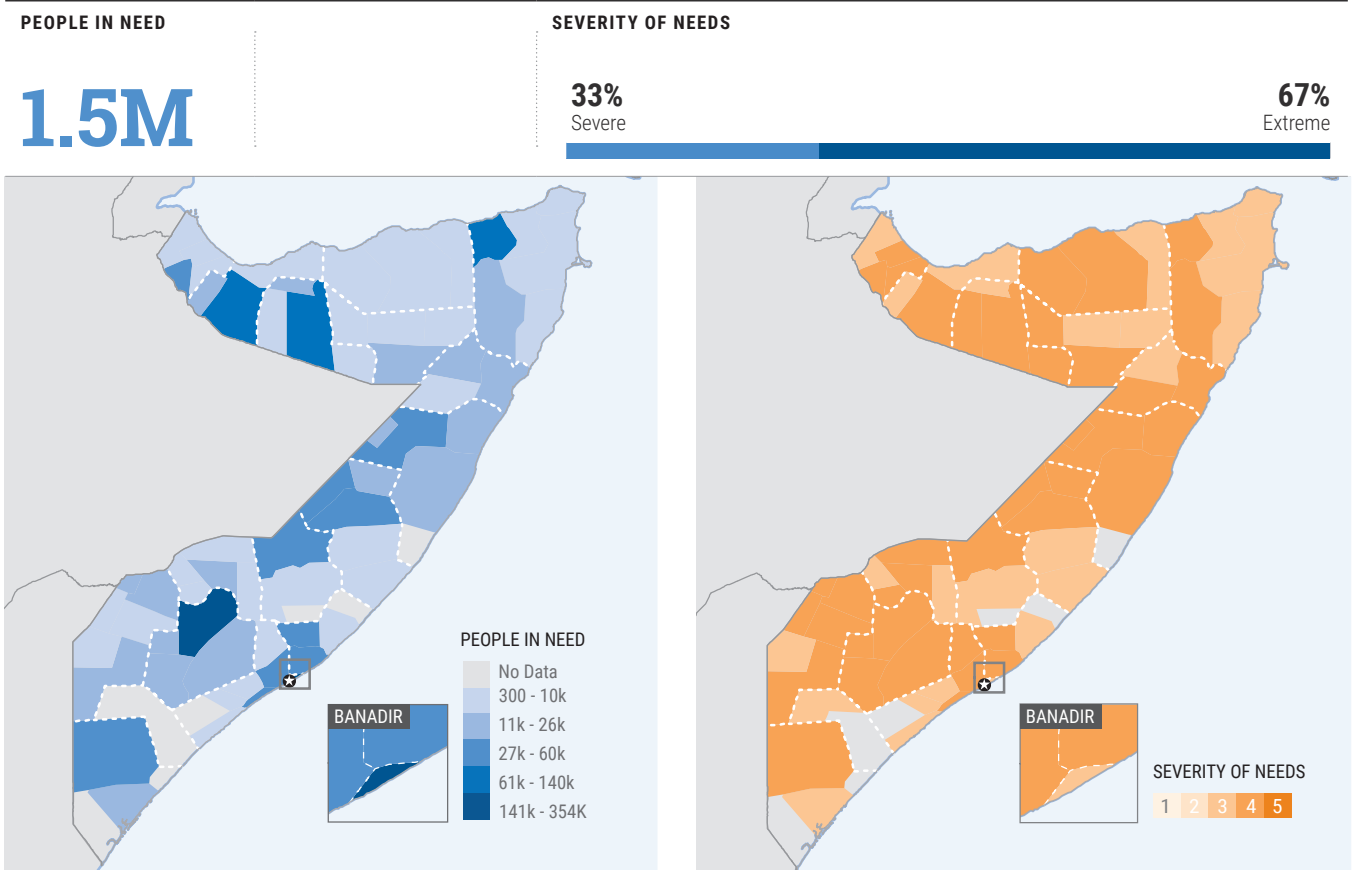 PEOPLE IN NEED
SEVERITY OF NEEDS
1.5M
33%
Severe
67%
Extreme
PEOPLE IN NEED
No Data
300 - 10k
11k - 26k
27k - 60k
61k - 140k
141k - 354K
BANADIR
BANADIR
SEVERITY OF NEEDS
1 2 3 4 5